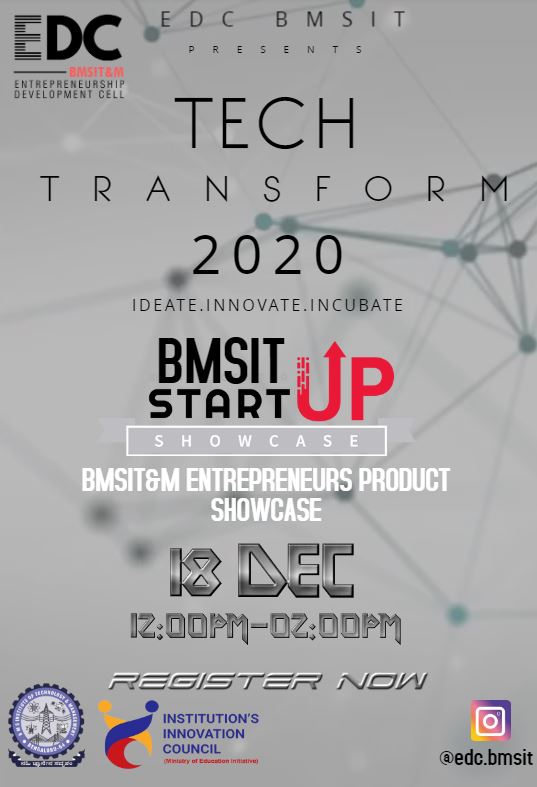 EDC
BMSIT&M
ENTREPRENEURSHIP
DEVELOPMENT CELL
EDC BMSIT
PRESENTS
TECH
TRANSFORM
2020
IDEATE.INNOVATE.INCUBATE
BMSIT
START UP
SHOWCASE
BMSIT&M ENTREPRENEURS PRODUCT
SHOWCASE
18 DEC
12:00PM-02:00PM
REGISTER NOW
INSTITUTION'S
INNOVATION
COUNCIL
(Ministry of Education Initiative)
@edc.bmsit